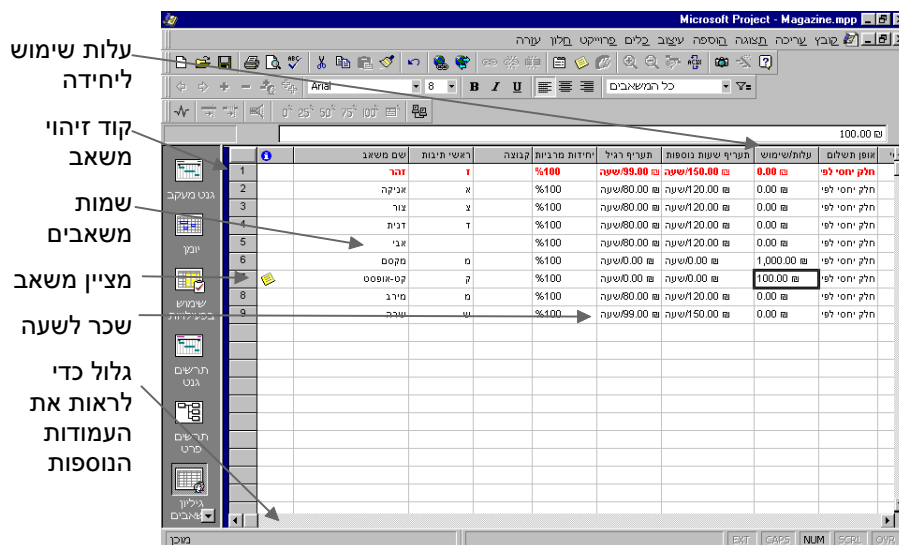 עלות שימוש
ליחידה
קוד זיהוי
משאב
שמות
משאבים
מציין משאב
שכר לשעה
גלול כדי
לראות את
העמודות
הנוספות
Microsoft Project - Magazine.mpp
קובץ עריכה תצוגה הוספה עיצוב כלים פרוייקט חלון עזרה
Arial 8 B I U כל המשאבים
0% 25% 50% 75% 100%
100.00 ₪
שם משאב ראשי תיבות קבוצה יחידות מרביות תעריף רגיל תעריף שעות נוספות עלות/שימוש אופן תשלום
1 זהר ז %100 ₪ 99.00/שעה ₪ 150.00/שעה ₪ 0.00 חלק יחסי לפי
2 אניקה א %100 ₪ 80.00/שעה ₪ 120.00/שעה ₪ 0.00 חלק יחסי לפי
3 צור צ %100 ₪ 80.00/שעה ₪ 120.00/שעה ₪ 0.00 חלק יחסי לפי
4 דנית ד %100 ₪ 80.00/שעה ₪ 120.00/שעה ₪ 0.00 חלק יחסי לפי
5 אבי א %100 ₪ 80.00/שעה ₪ 120.00/שעה ₪ 0.00 חלק יחסי לפי
6 מקסם מ %100 ₪ 0.00/שעה ₪ 0.00/שעה ₪ 1,000.00 חלק יחסי לפי
קט-אופסט ק %100 ₪ 0.00/שעה ₪ 0.00/שעה ₪ 100.00 חלק יחסי לפי
8 מירב מ %100 ₪ 80.00/שעה ₪ 120.00/שעה ₪ 0.00 חלק יחסי לפי
9 שרה ש %100 ₪ 99.00/שעה ₪ 150.00/שעה ₪ 0.00 חלק יחסי לפי
גנט מעקב
יומן
שימוש
בפעילויות
תרשים
גנט
תרשים
פרט
גיליון
משאבים
מוכן
EXT CAPS NUM SCRL OVR